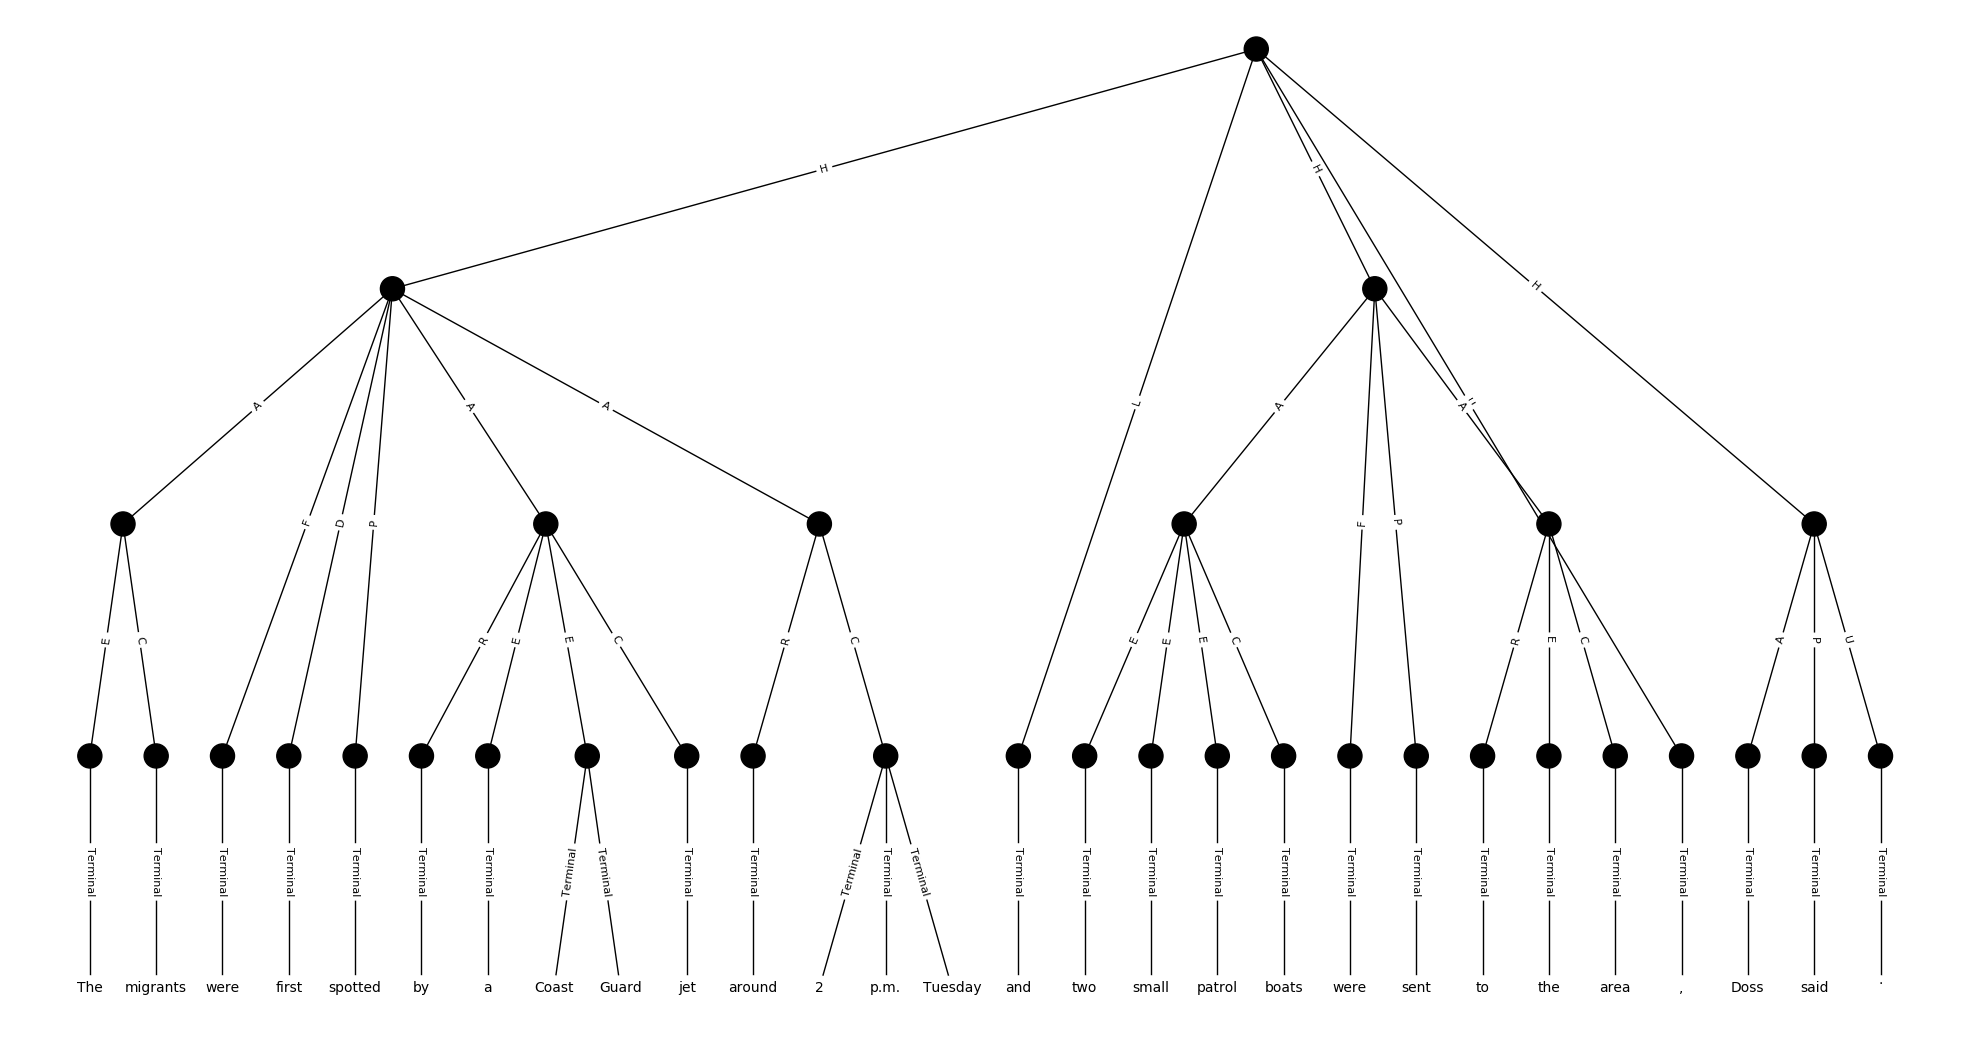 H
H
H
L
A
A
A
A
A
U
F
D
P
F
P
E
C
R
E
E
C
R
C
E
E
E
C
R
E
C
A
P
U
Terminal Terminal Terminal Terminal Terminal Terminal Terminal Terminal Terminal Terminal Terminal Terminal Terminal Terminal Terminal Terminal Terminal Terminal Terminal Terminal Terminal Terminal Terminal Terminal Terminal Terminal Terminal
The migrants were first spotted by a Coast Guard jet around 2 p.m. Tuesday and two small patrol boats were sent to the area , Doss said .